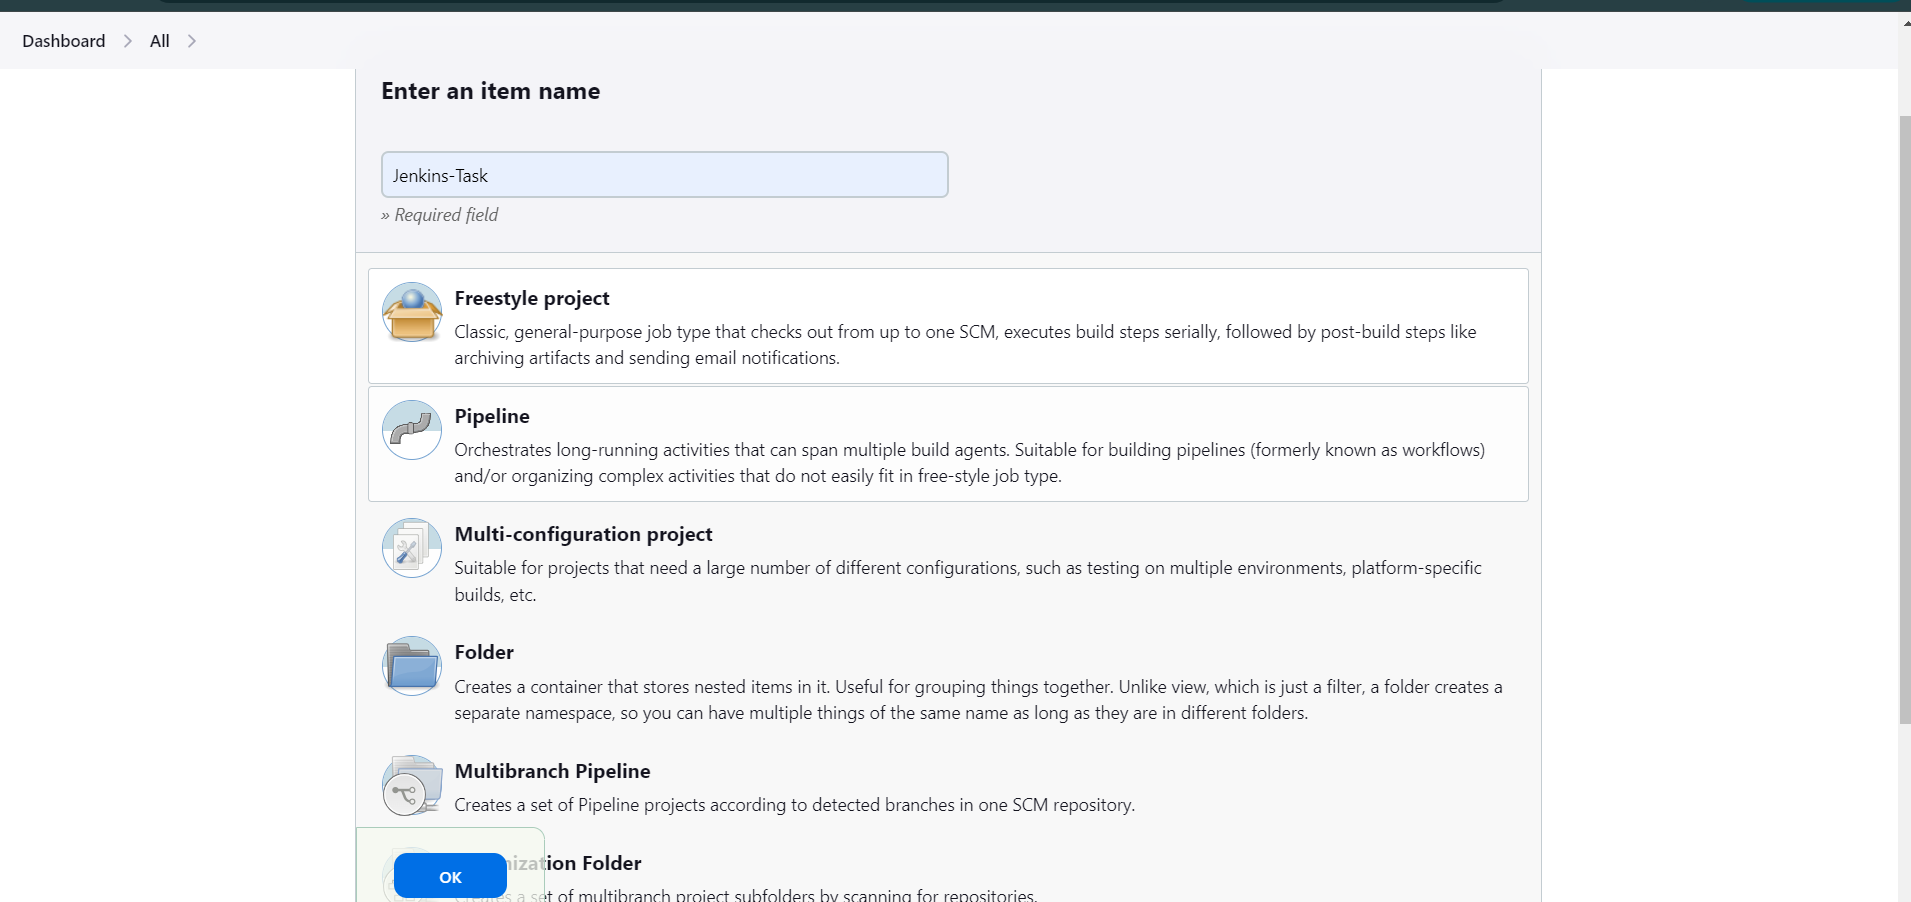 Dashboard > All >
Enter an item name
Jenkins-Task
» Required field
Freestyle project
Classic, general-purpose job type that checks out from up to one SCM, executes build steps serially, followed by post-build steps like
archiving artifacts and sending email notifications.
Pipeline
Orchestrates long-running activities that can span multiple build agents. Suitable for building pipelines (formerly known as workflows)
and/or organizing complex activities that do not easily fit in free-style job type.
Multi-configuration project
Suitable for projects that need a large number of different configurations, such as testing on multiple environments, platform-specific
builds, etc.
Folder
Creates a container that stores nested items in it. Useful for grouping things together. Unlike view, which is just a filter, a folder creates a
separate namespace, so you can have multiple things of the same name as long as they are in different folders.
Multibranch Pipeline
Creates a set of Pipeline projects according to detected branches in one SCM repository.
Folder
OK
a set of multibranch project subfolders by scanning for repositories.